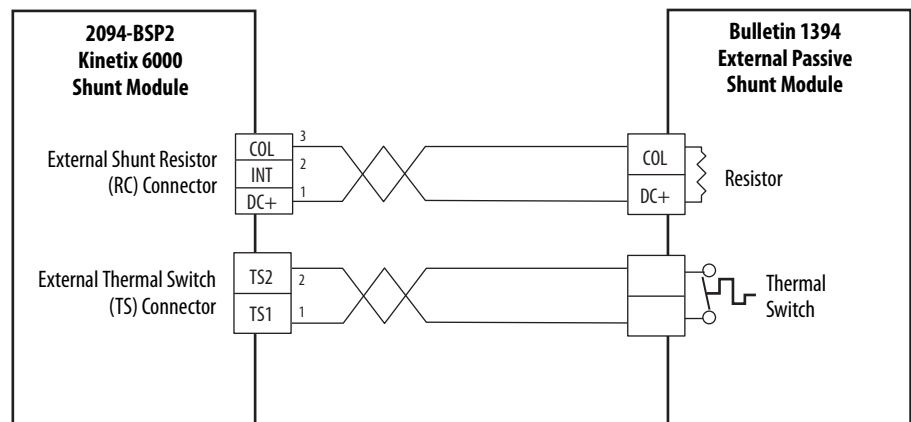 2094-BSP2
Kinetix 6000
Shunt Module
Bulletin 1394
External Passive
Shunt Module
External Shunt Resistor
(RC) Connector
COL
3
INT
2
DC+
1
COL
DC+
Resistor
External Thermal Switch
(TS) Connector
TS2
2
TS1
1
Thermal
Switch